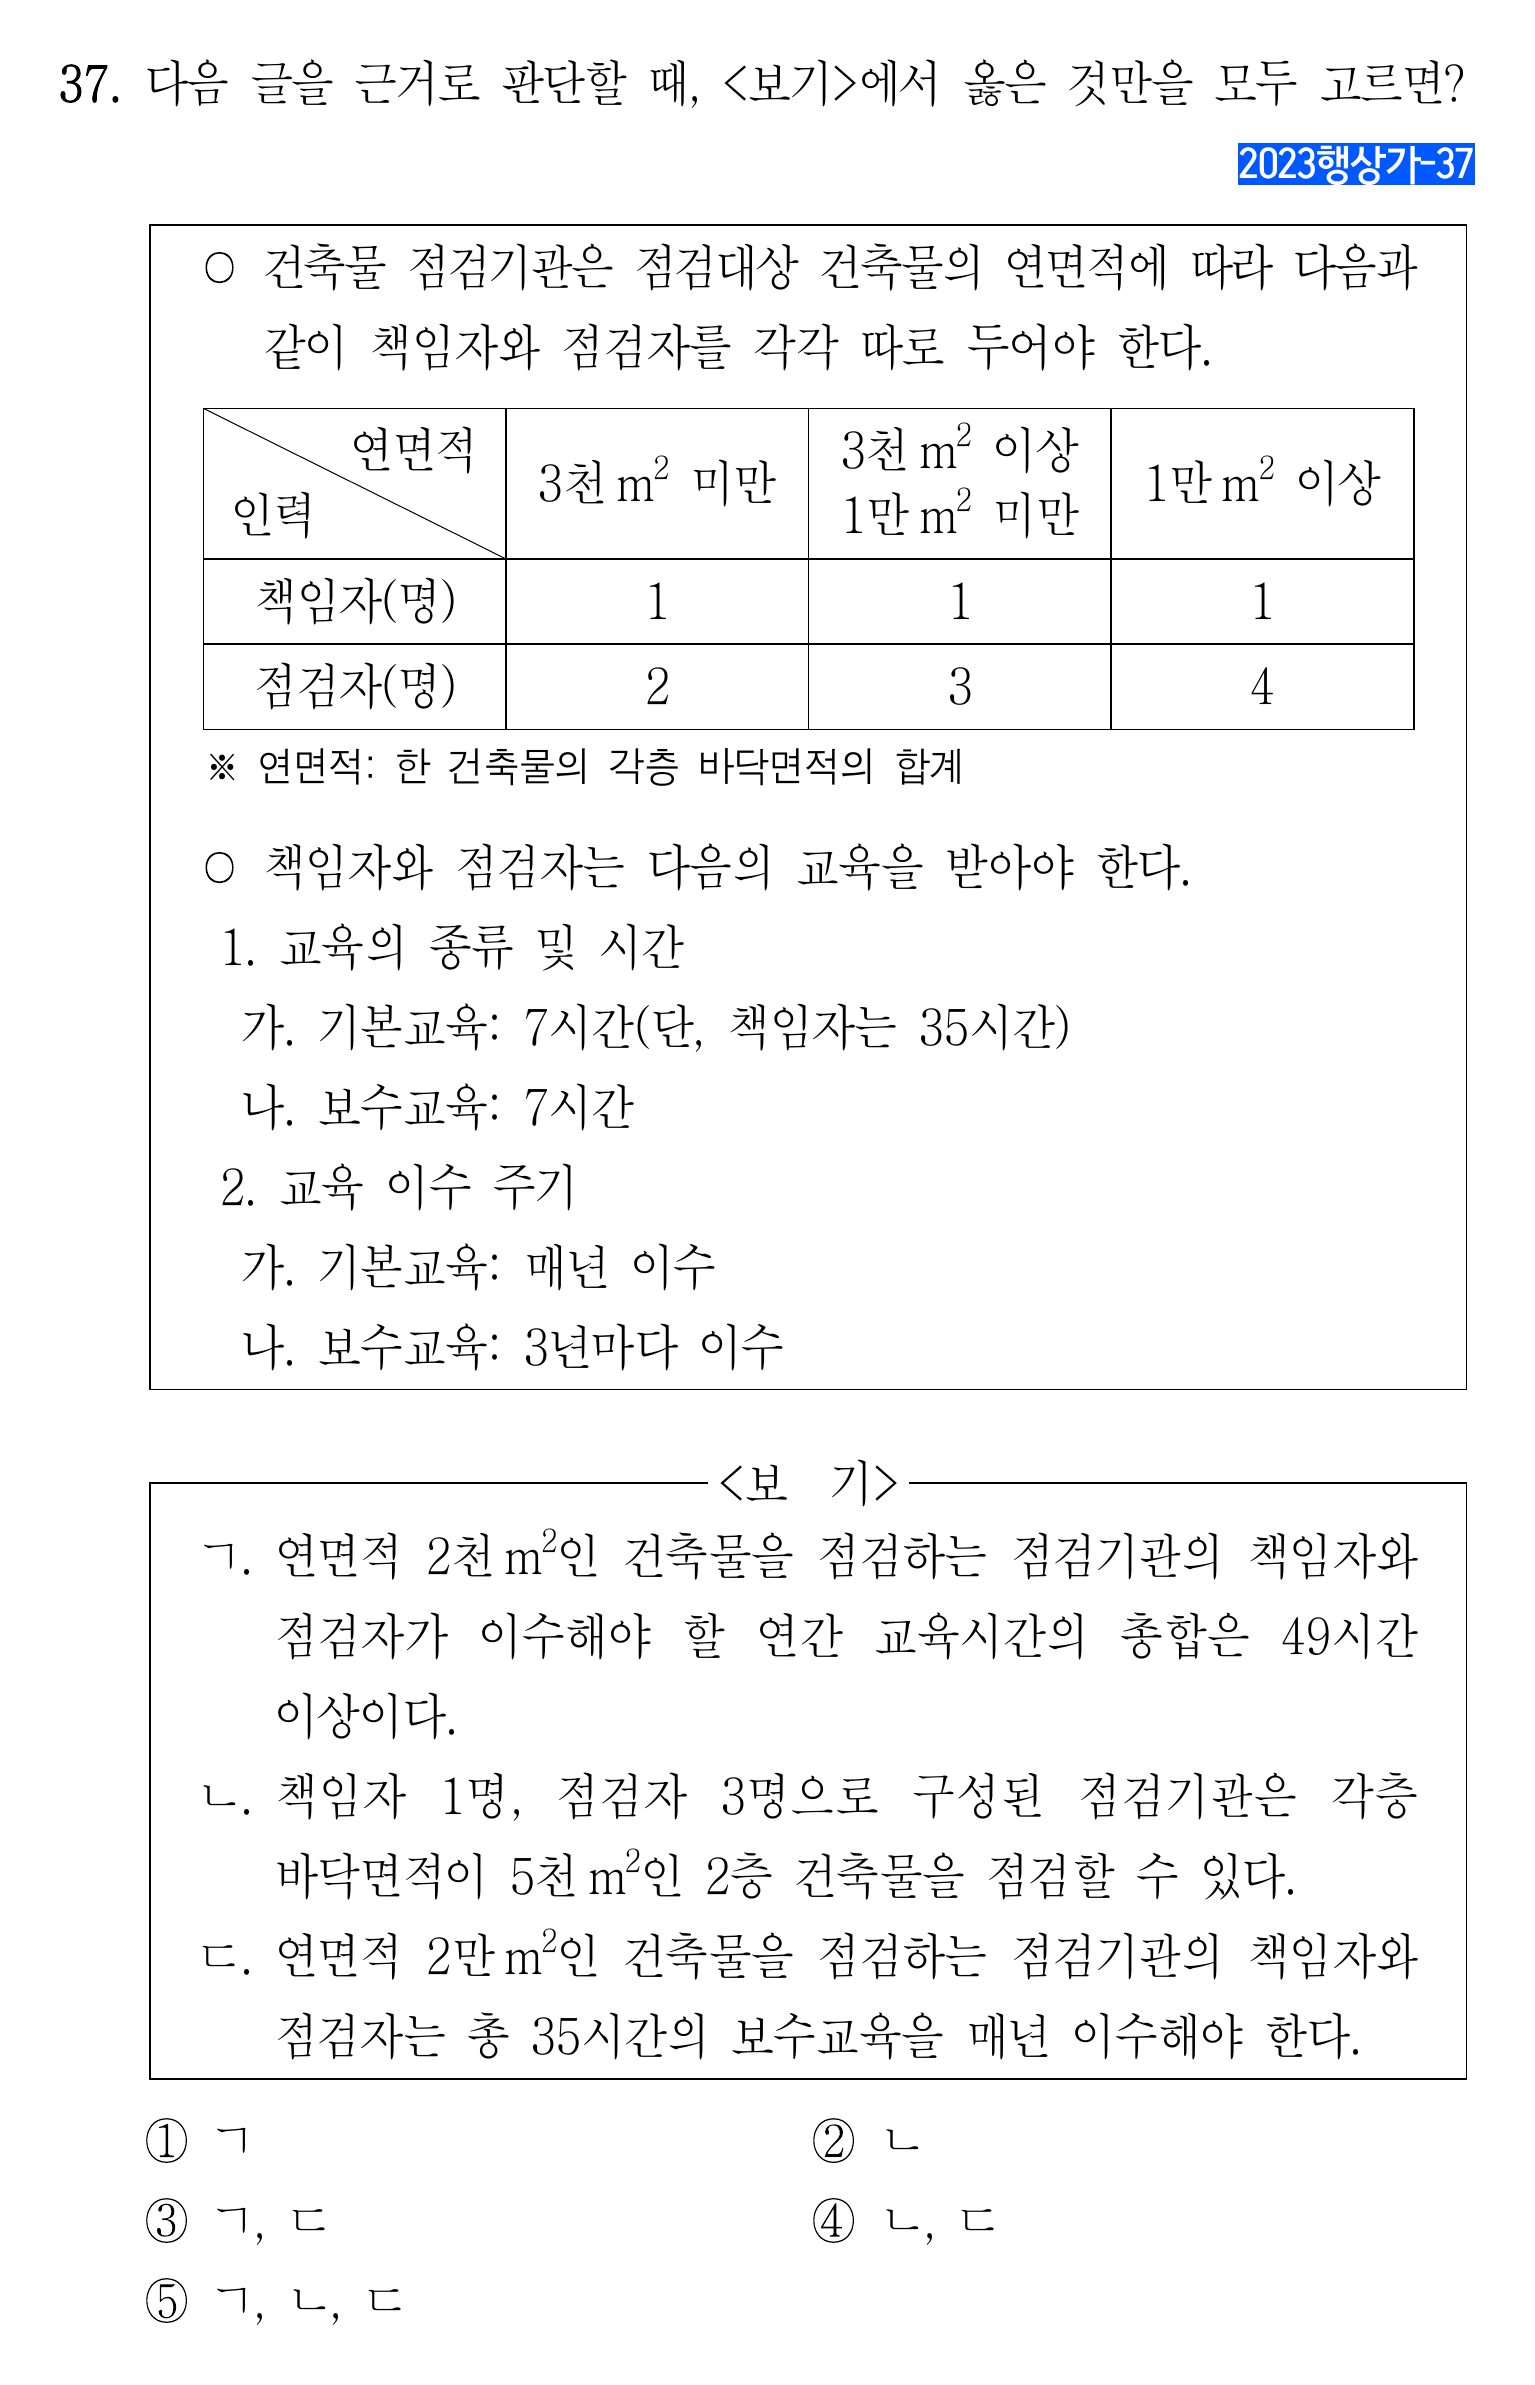 37. 다음 글을 근거로 판단할 때, <보기>에서 옳은 것만을 모두 고르면?
2023행상가-37
○ 건축물 점검기관은 점검대상 건축물의 연면적에 따라 다음과
같이 책임자와 점검자를 각각 따로 두어야 한다.
연면적
인력
3천㎡ 미만
3천㎡ 이상
1만㎡ 미만
1만㎡ 이상
책임자(명) 1 1 1
점검자(명) 2 3 4
※ 연면적: 한 건축물의 각층 바닥면적의 합계
○ 책임자와 점검자는 다음의 교육을 받아야 한다.
1. 교육의 종류 및 시간
가. 기본교육: 7시간(단, 책임자는 35시간)
나. 보수교육: 7시간
2. 교육 이수 주기
가. 기본교육: 매년 이수
나. 보수교육: 3년마다 이수
<보 기>
ㄱ. 연면적 2천㎡인 건축물을 점검하는 점검기관의 책임자와
점검자가 이수해야 할 연간 교육시간의 총합은 49시간
이상이다.
ㄴ. 책임자 1명, 점검자 3명으로 구성된 점검기관은 각층
바닥면적이 5천㎡인 2층 건축물을 점검할 수 있다.
ㄷ. 연면적 2만㎡인 건축물을 점검하는 점검기관의 책임자와
점검자는 총 35시간의 보수교육을 매년 이수해야 한다.
① ㄱ ② ㄴ
③ ㄱ, ㄷ ④ ㄴ, ㄷ
⑤ ㄱ, ㄴ, ㄷ